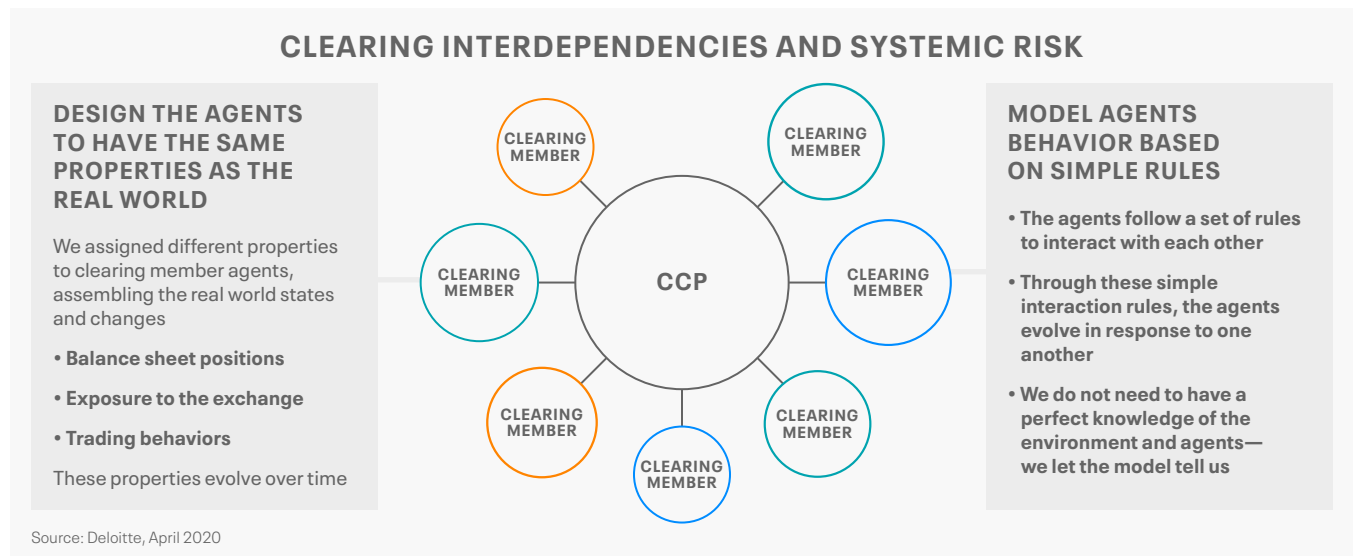 CLEARING INTERDEPENDENCIES AND SYSTEMIC RISK
DESIGN THE AGENTS
TO HAVE THE SAME
PROPERTIES AS THE
REAL WORLD
We assigned different properties
to clearing member agents,
assembling the real world states
and changes
• Balance sheet positions
• Exposure to the exchange
• Trading behaviors
These properties evolve over time
CLEARING
MEMBER
CLEARING
MEMBER
CLEARING
MEMBER
CCP
CLEARING
MEMBER
CLEARING
MEMBER
CLEARING
MEMBER
CLEARING
MEMBER
MODEL AGENTS
BEHAVIOR BASED
ON SIMPLE RULES
• The agents follow a set of rules
to interact with each other
• Through these simple
interaction rules, the agents
evolve in response to one
another
• We do not need to have a
perfect knowledge of the
environment and agents—
we let the model tell us
Source: Deloitte, April 2020